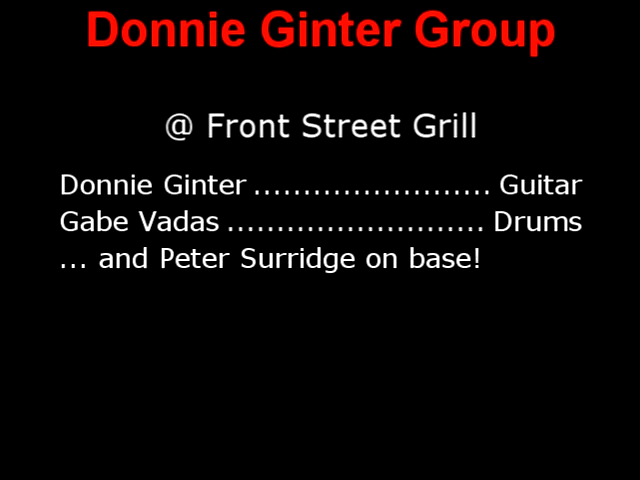 Donnie Ginter Group
@ Front Street Grill
Donnie Ginter ........................ Guitar
Gabe Vadas .......................... Drums
... and Peter Surridge on base!